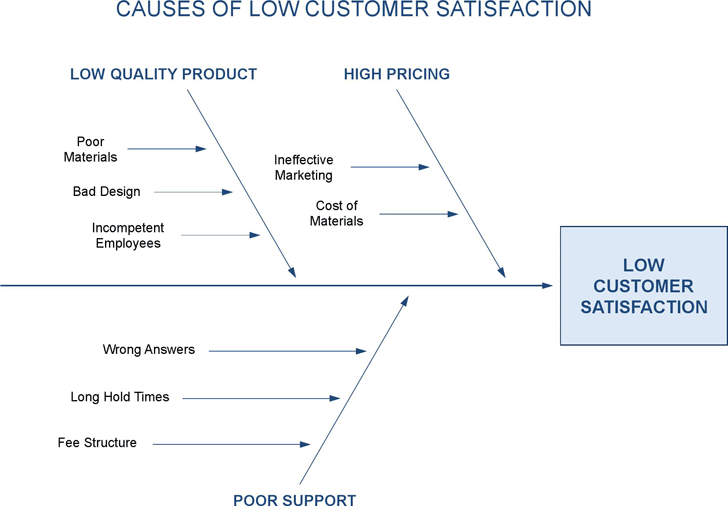 CAUSES OF LOW CUSTOMER SATISFACTION
LOW QUALITY PRODUCT
HIGH PRICING
Poor
Materials
Bad Design
Incompetent
Employees
Ineffective
Marketing
Cost of
Materials
LOW
CUSTOMER
SATISFACTION
Wrong Answers
Long Hold Times
Fee Structure
POOR SUPPORT